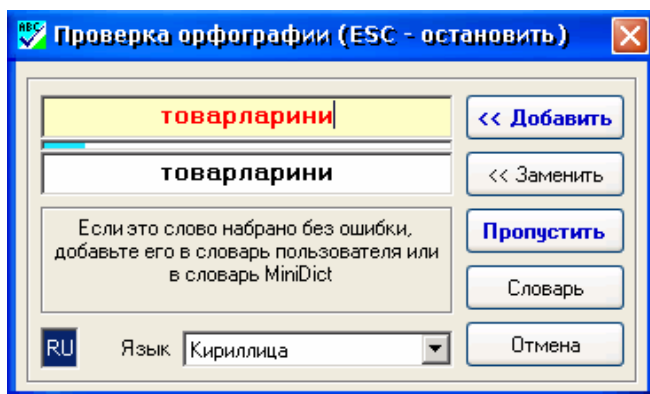 ABC Проверка орфографии (ESC - остановить)
товарларини
<< Добавить
товарларини
<< Заменить
Если это слово набрано без ошибки,
добавьте его в словарь пользователя или
в словарь MiniDict
Пропустить
Словарь
RU Язык Кириллица
Отмена